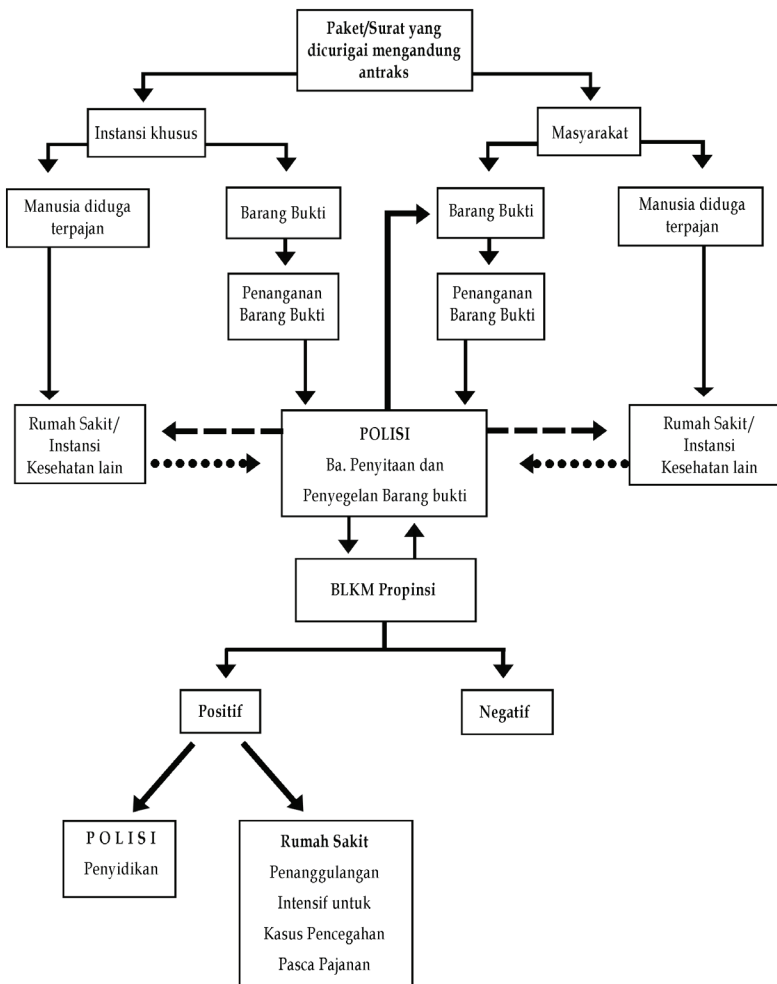 Paket/Surat yang
dicurigai mengandung
antraks
Instansi khusus
Masyarakat
Manusia diduga
terpajan
Barang Bukti
Barang Bukti
Manusia diduga
terpajan
Penanganan
Barang Bukti
Penanganan
Barang Bukti
Rumah Sakit/
Instansi
Kesehatan lain
POLISI
Ba. Penyitaan dan
Penyegelan Barang bukti
Rumah Sakit/
Instansi
Kesehatan lain
BLKM Propinsi
Positif
Negatif
P O L I S I
Penyidikan
Rumah Sakit
Penanggulangan
Intensif untuk
Kasus Pencegahan
Pasca Pajanan